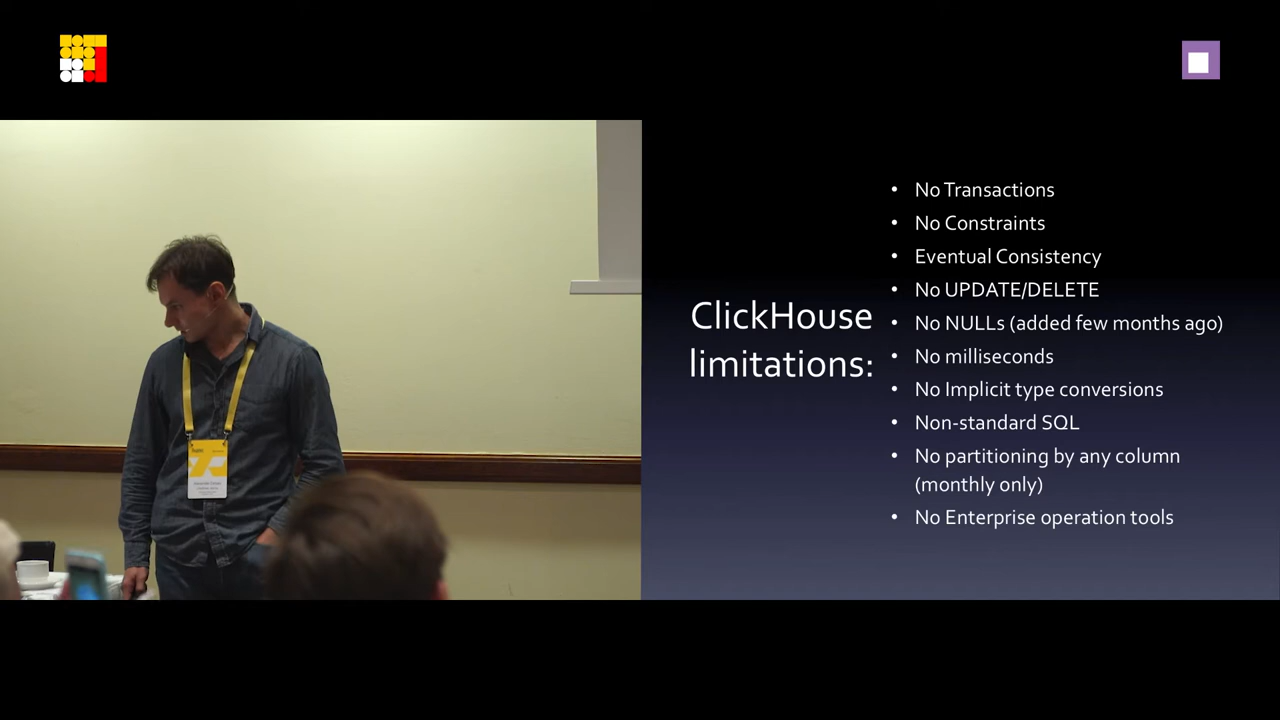 ClickHouse
limitations:
• No Transactions
• No Constraints
• Eventual Consistency
• No UPDATE/DELETE
• No NULLs (added few months ago)
• No milliseconds
• No Implicit type conversions
• Non-standard SQL
• No partitioning by any column
(monthly only)
• No Enterprise operation tools